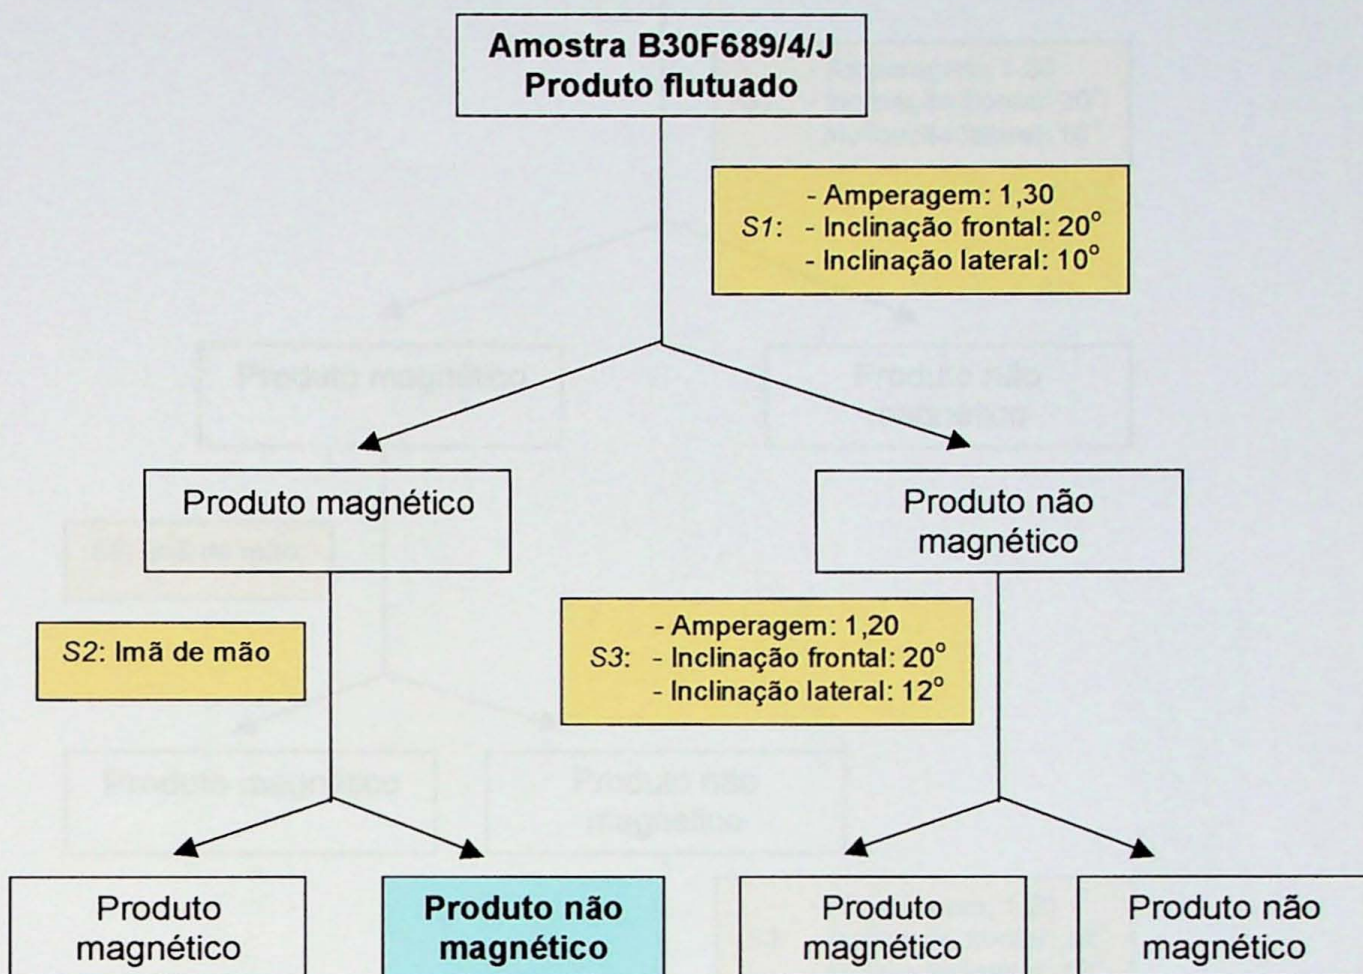 Amostra B30F689/4/J
Produto flutuado
- Amperagem: 1,30
S1: - Inclinação frontal: 20°
- Inclinação lateral: 10°
Produto magnético
Produto não
magnético
S2: Imã de mão
- Amperagem: 1,20
S3: - Inclinação frontal: 20°
- Inclinação lateral: 12°
Produto
magnético
Produto não
magnético
Produto
magnético
Produto não
magnético